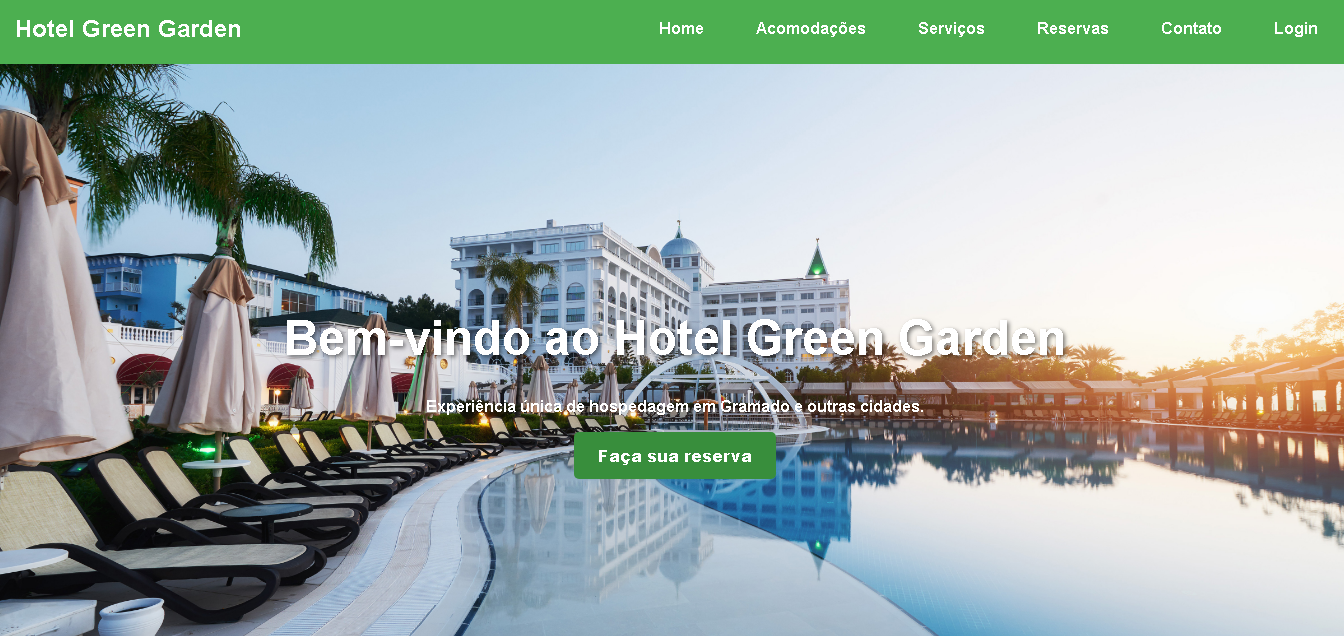 Hotel Green Garden
Home Acomodações Serviços Reservas Contato Login
Bem-vindo ao Hotel Green Garden
Experiência única de hospedagem em Gramado e outras cidades.
Faça sua reserva